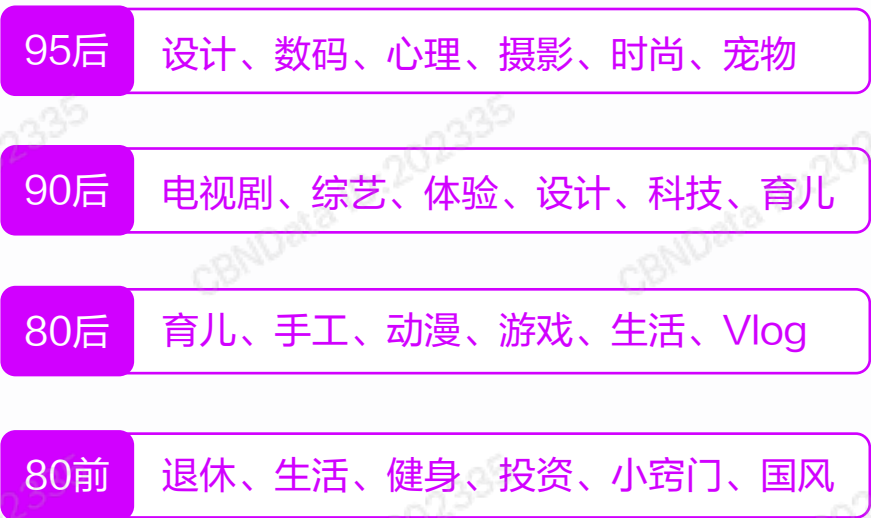 95后 设计、数码、心理、摄影、时尚、宠物
90后 电视剧、综艺、体验、设计、科技、育儿
80后 育儿、手工、动漫、游戏、生活、Vlog
80前 退休、生活、健身、投资、小窍门、国风